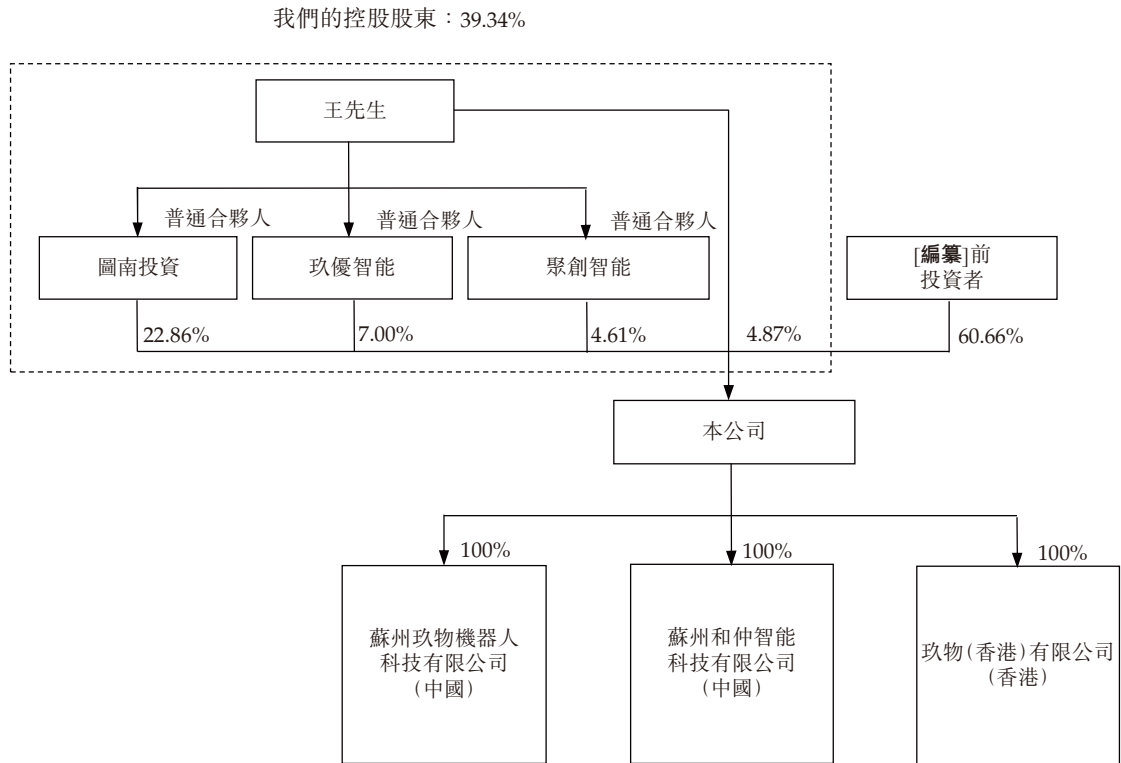 我們的控股股東：39.34%
王先生
普通合夥人
普通合夥人
普通合夥人
圖南投資
玖優智能
聚創智能
[編纂]前
投資者
22.86%
7.00%
4.61%
4.87%
60.66%
本公司
100%
100%
100%
蘇州玖物機器人
科技有限公司
（中國）
蘇州和仲智能
科技有限公司
（中國）
玖物(香港)有限公司
（香港）